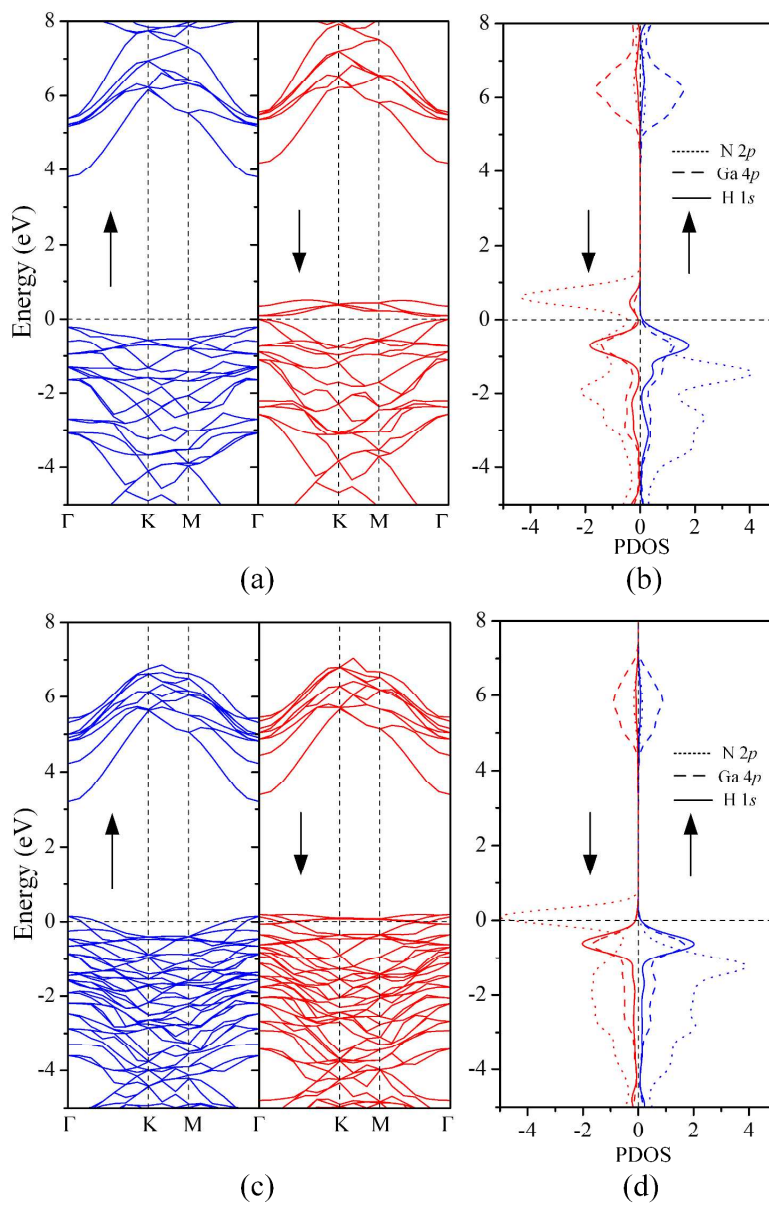 8
6
4
2
0
-2
-4
Energy (eV)
Γ K M Γ K M Γ
(a)
8
6
4
2
0
-2
-4
N 2p
Ga 4p
H 1s
-4 -2 0 2 4
PDOS
(b)
8
6
4
2
0
-2
-4
Energy (eV)
Γ K M Γ K M Γ
(c)
8
6
4
2
0
-2
-4
N 2p
Ga 4p
H 1s
-4 -2 0 2 4
PDOS
(d)